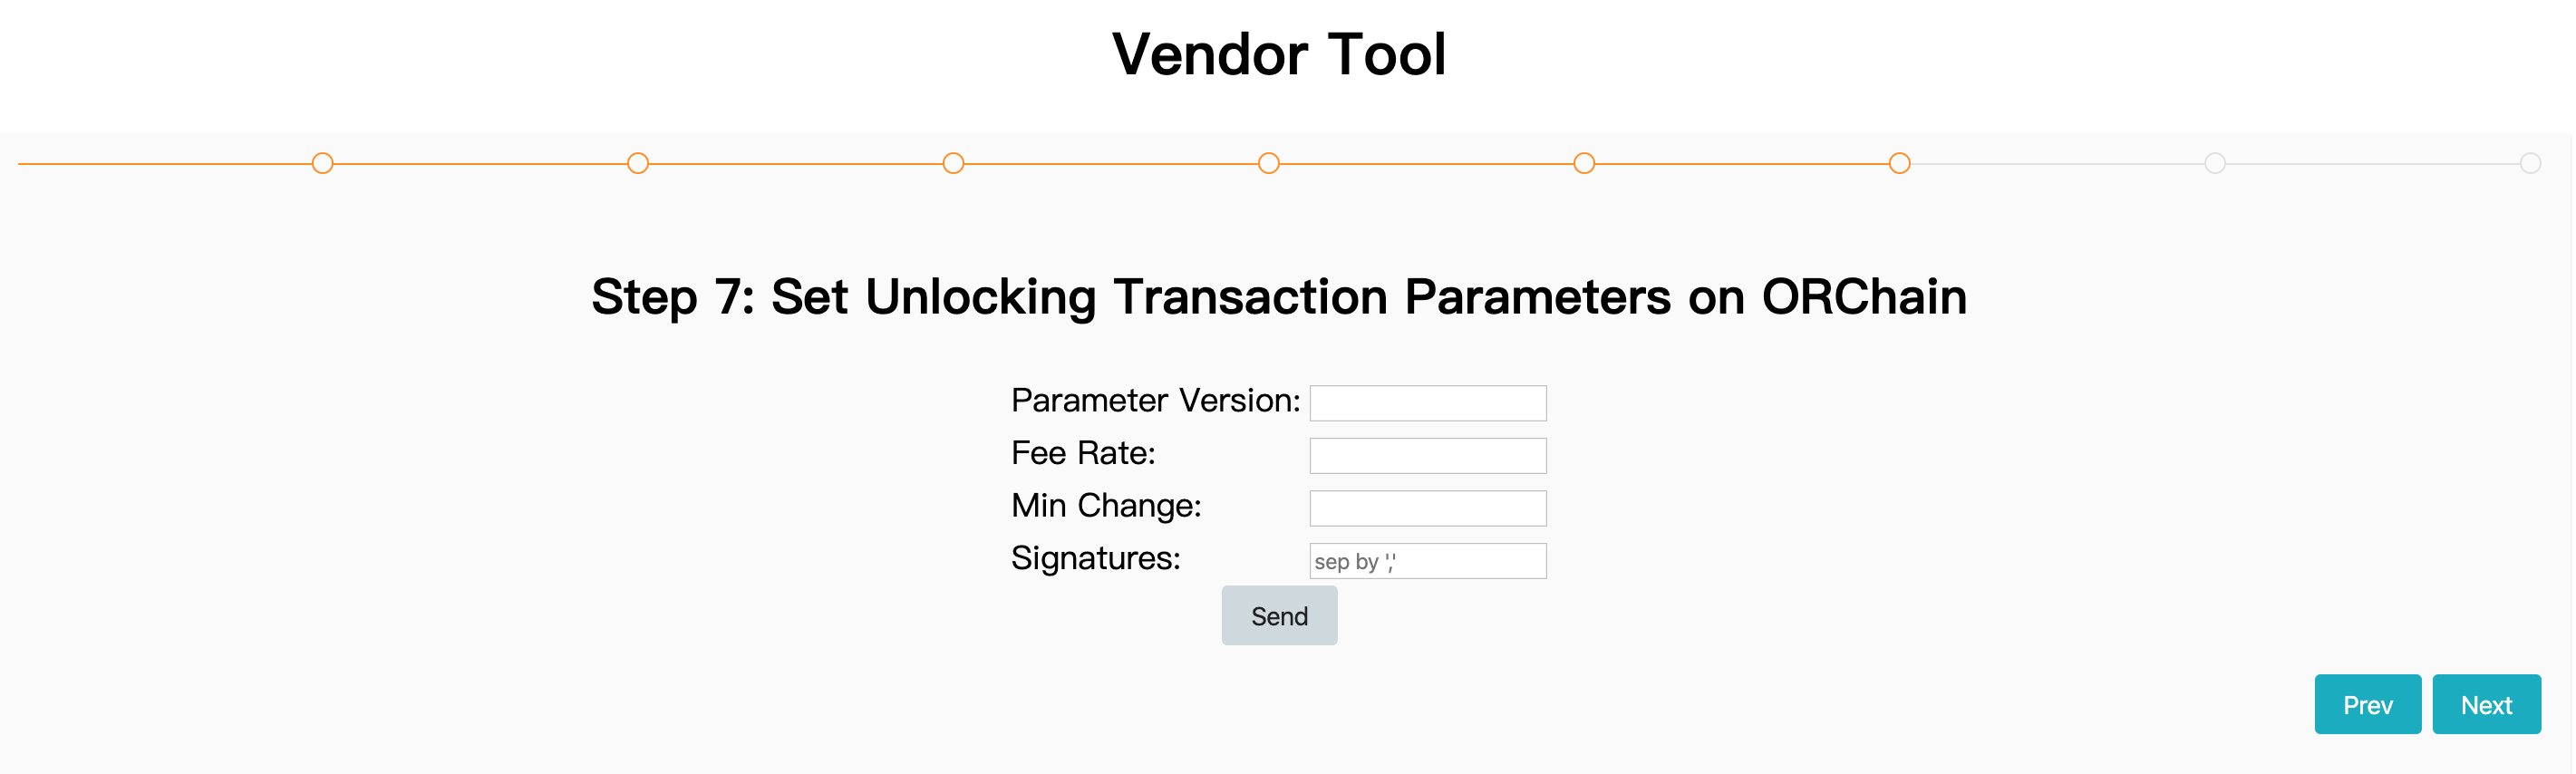 Vendor Tool
Step 7: Set Unlocking Transaction Parameters on ORChain
Parameter Version:
Fee Rate:
Min Change:
Signatures: sep by ','
Send
Prev Next